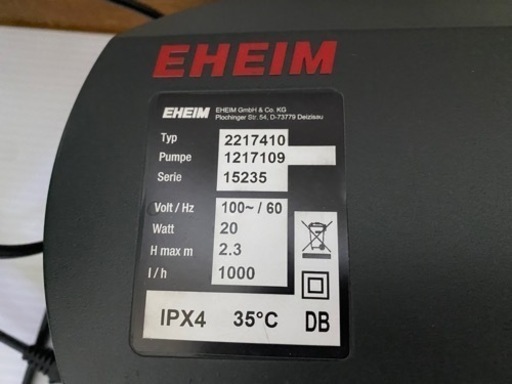 EHEIM
EHEIM EHEIM GmbH & Co. KG
Plochinger Str. 54, D-73779 Deizisau
Typ 2217410
Pumpe 1217109
Serie 15235
Volt / Hz 100~ / 60
Watt 20
H max m 2.3
l / h 1000
IPX4 35°C DB